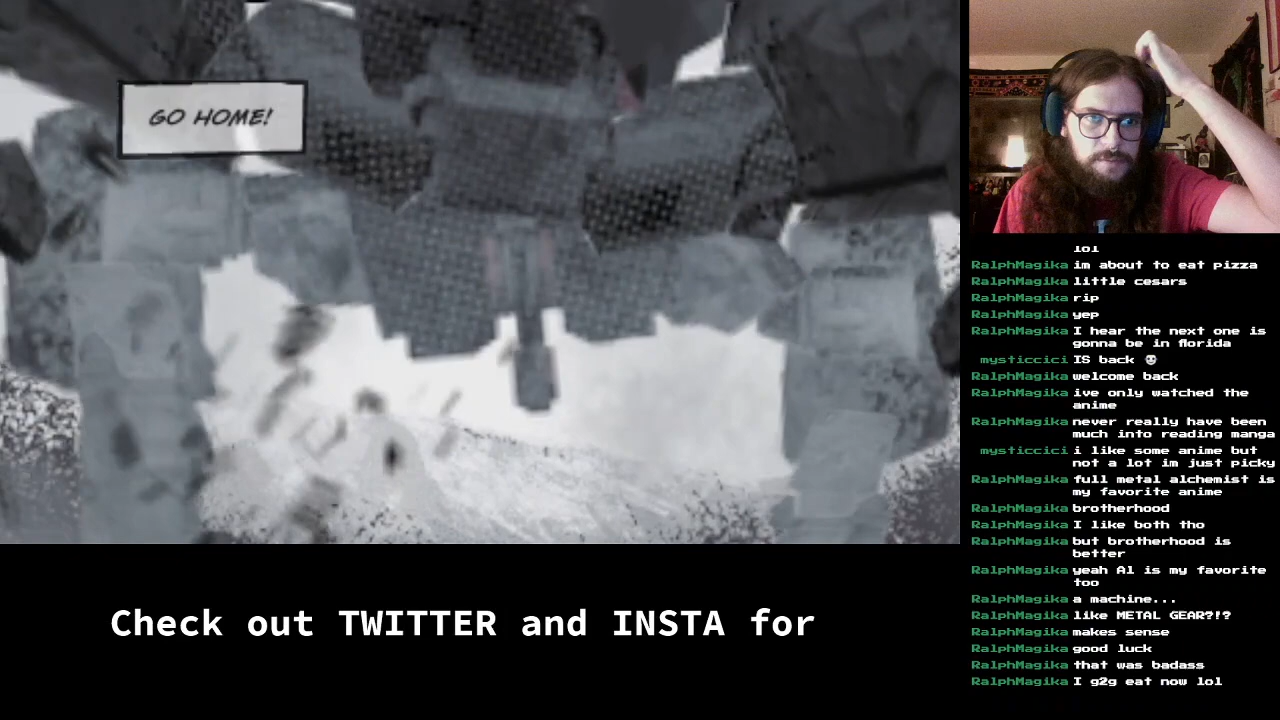 GO HOME!
Check out TWITTER and INSTA for
lol
RalphMagika im about to eat pizza
RalphMagika little cesars
RalphMagika rip
RalphMagika yep
RalphMagika I hear the next one is
gonna be in florida
mysticcici IS back 💀
RalphMagika welcome back
RalphMagika ive only watched the
anime
RalphMagika never really have been
much into reading manga
mysticcici i like some anime but
not a lot im just picky
RalphMagika full metal alchemist is
my favorite anime
RalphMagika brotherhood
RalphMagika I like both tho
RalphMagika but brotherhood is
better
RalphMagika yeah Al is my favorite
too
RalphMagika a machine...
RalphMagika like METAL GEAR?!?
RalphMagika makes sense
RalphMagika good luck
RalphMagika that was badass
RalphMagika I g2g eat now lol